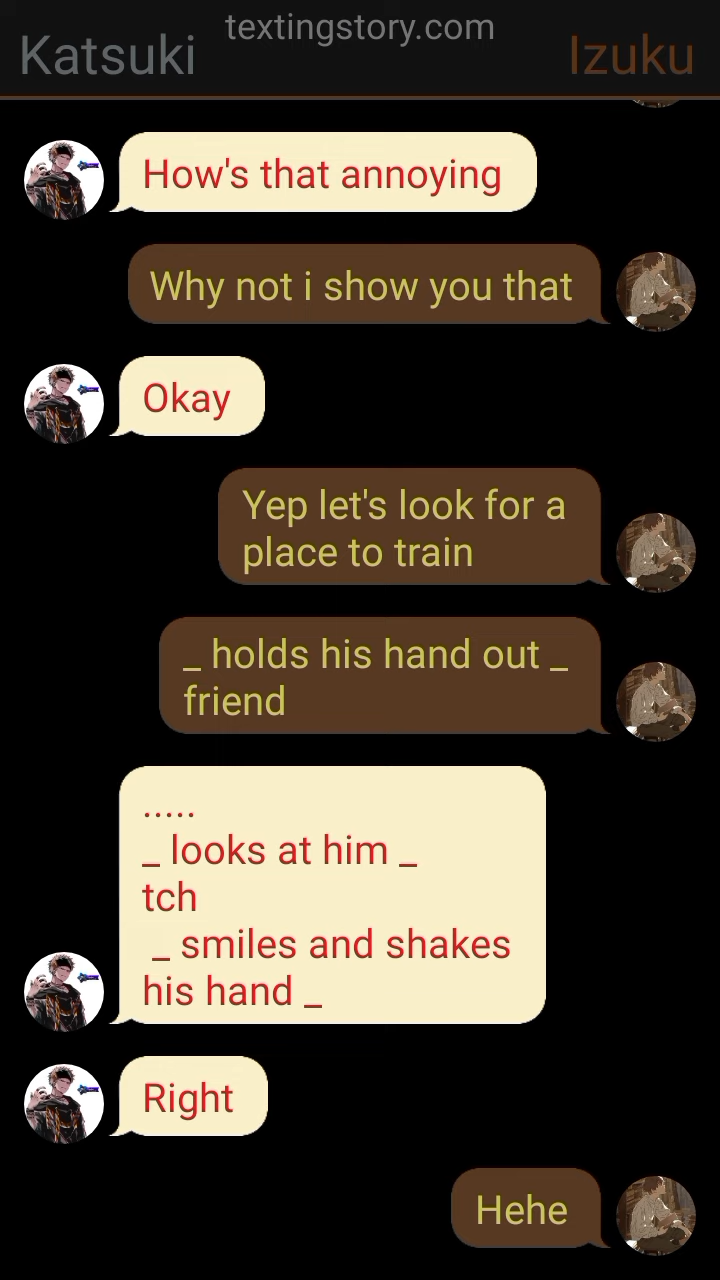 textingstory.com
Katsuki
Izuku
How's that annoying
Why not i show you that
Okay
Yep let's look for a
place to train
_ holds his hand out _
friend
.....
_ looks at him _
tch
_ smiles and shakes
his hand _
Right
Hehe